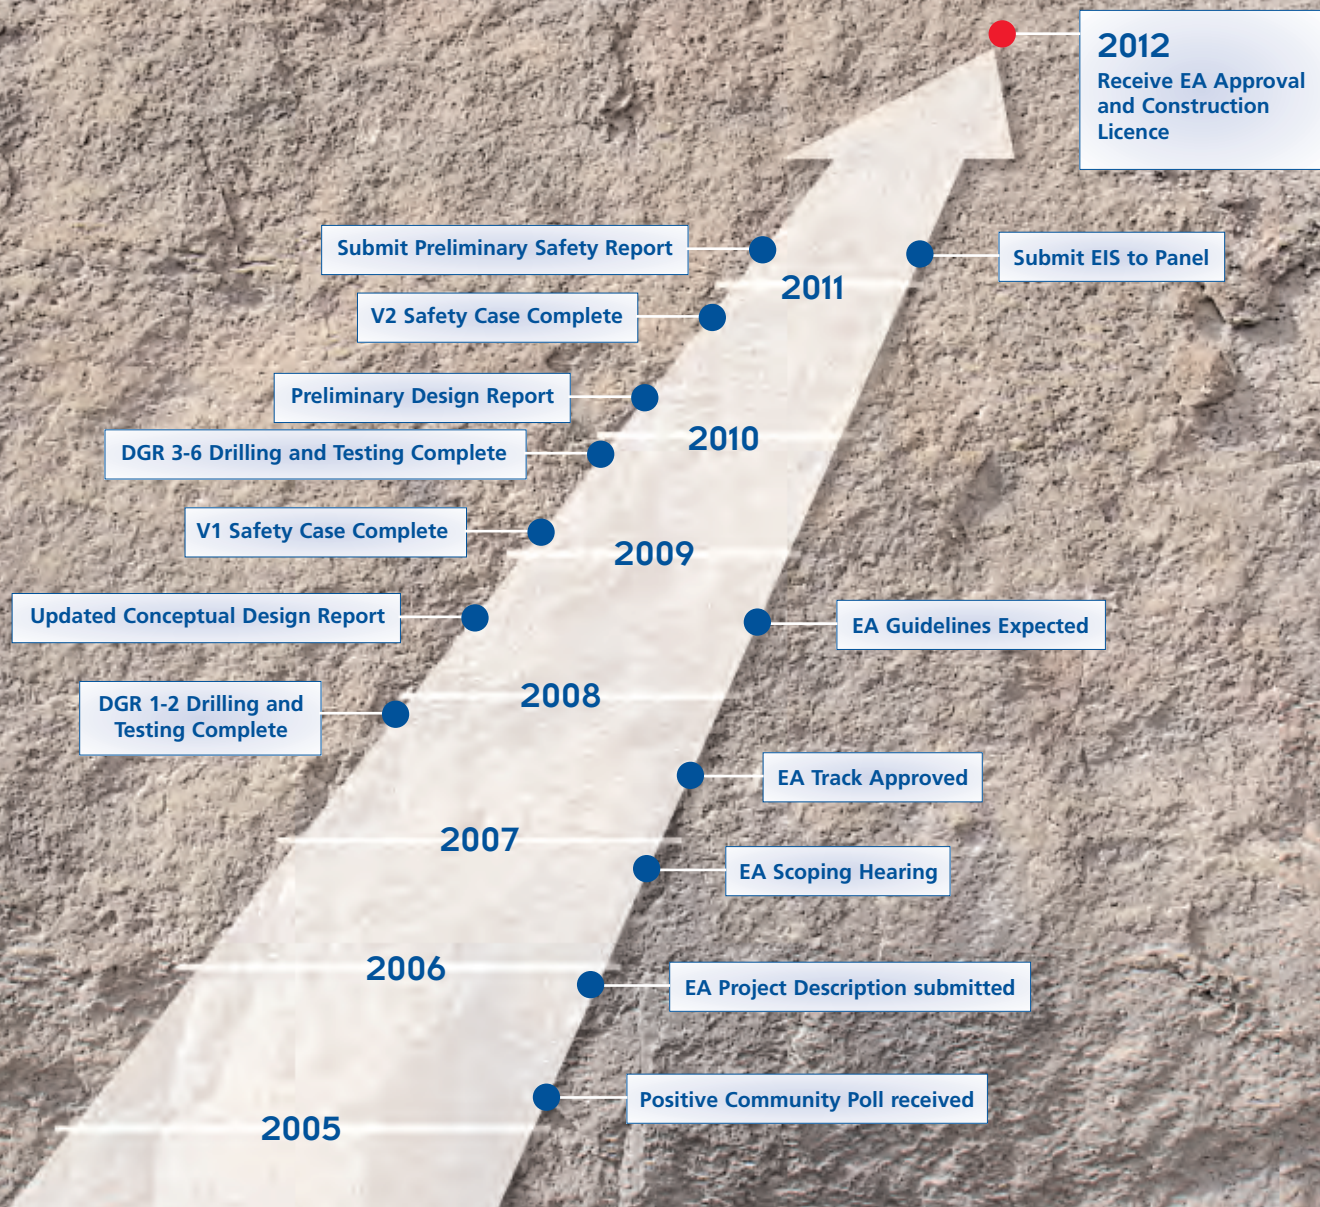 2012
Receive EA Approval
and Construction
Licence
Submit Preliminary Safety Report
Submit EIS to Panel
2011
V2 Safety Case Complete
Preliminary Design Report
2010
DGR 3-6 Drilling and Testing Complete
V1 Safety Case Complete
2009
Updated Conceptual Design Report
EA Guidelines Expected
2008
DGR 1-2 Drilling and
Testing Complete
EA Track Approved
2007
EA Scoping Hearing
2006
EA Project Description submitted
Positive Community Poll received
2005